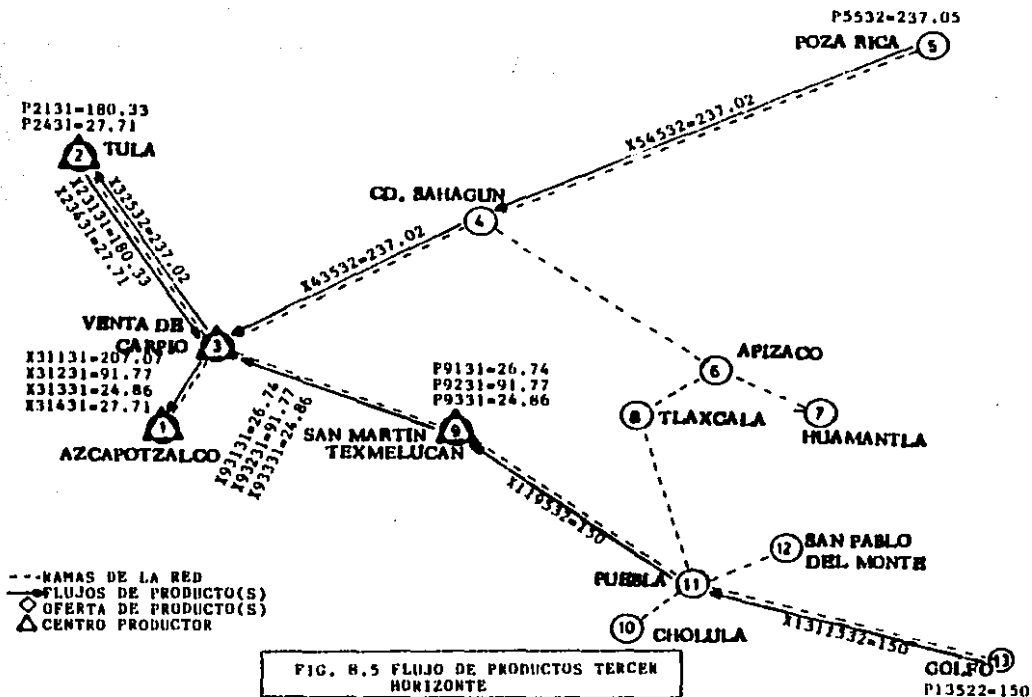 P5532=237.05
POZA RICA
5
P2131=180.33
P2431=27.71
2
TULA
X54532=237.02
CD. SAHAGUN
4
X32532=237.02
X23131=180.33
X23431=27.71
X43532=237.02
VENTA DE
CARPIO
3
X31131=207.07
X31231=91.77
X31331=24.86
X31431=27.71
1
AZCAPOTZALCO
P9131=26.74
P9231=91.77
P9331=24.86
9
SAN MARTIN
TEXMELUCAN
X93131=26.74
X93231=91.77
X93331=24.86
APIZACO
6
8
TLAXCALA
7
HUAMANTLA
X119532=150
12
SAN PABLO
DEL MONTE
PUEBLA
11
10
CHOLULA
X1311532=150
GOLFO
13
P13522=150
RAMAS DE LA RED
FLUJOS DE PRODUCTO(S)
OFERTA DE PRODUCTO(S)
CENTRO PRODUCTOR
FIG. 8.5 FLUJO DE PRODUCTOS TERCER
HORIZONTE